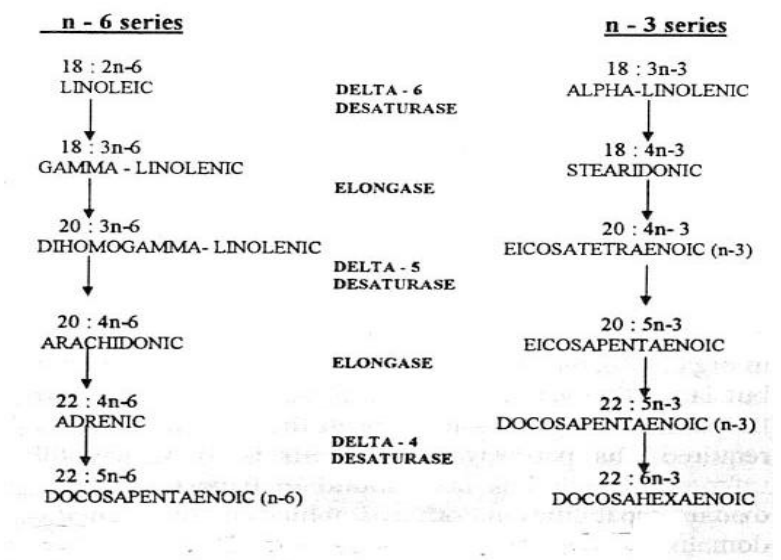 n - 6 series
n - 3 series
18 : 2n-6
LINOLEIC
DELTA - 6
DESATURASE
18 : 3n-3
ALPHA-LINOLENIC
18 : 3n-6
GAMMA - LINOLENIC
ELONGASE
18 : 4n-3
STEARIDONIC
20 : 3n-6
DIHOMOGAMMA- LINOLENIC
20 : 4n- 3
EICOSATETRAENOIC (n-3)
DELTA - 5
DESATURASE
20 : 4n-6
ARACHIDONIC
20 : 5n-3
EICOSAPENTAENOIC
ELONGASE
22 : 4n-6
ADRENIC
22 : 5n-3
DOCOSAPENTAENOIC (n-3)
DELTA - 4
DESATURASE
22 : 5n-6
DOCOSAPENTAENOIC (n-6)
22 : 6n-3
DOCOSAHEXAENOIC